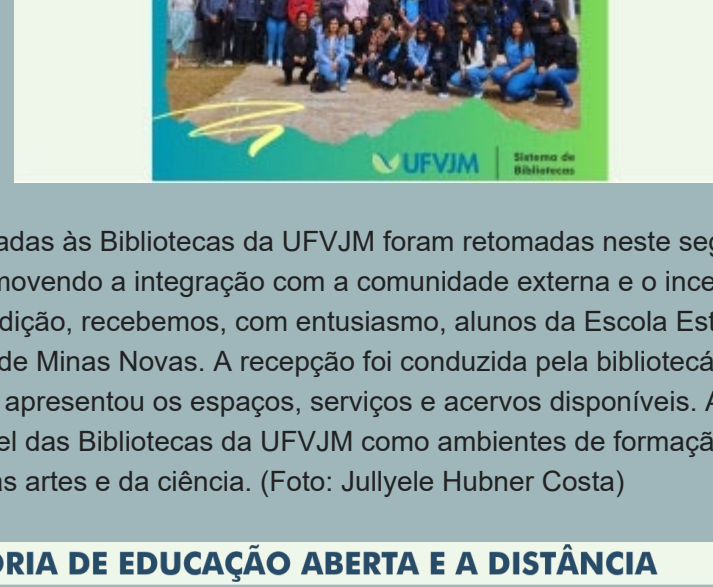 UFVJM
Sistema de
Bibliotecas
adas às Bibliotecas da UFVJM foram retomadas neste seg
movendo a integração com a comunidade externa e o ince
dição, recebemos, com entusiasmo, alunos da Escola Est
de Minas Novas. A recepção foi conduzida pela bibliotecá
apresentou os espaços, serviços e acervos disponíveis. A
el das Bibliotecas da UFVJM como ambientes de formaçã
as artes e da ciência. (Foto: Jullyele Hubner Costa)
ORIA DE EDUCAÇÃO ABERTA E A DISTÂNCIA